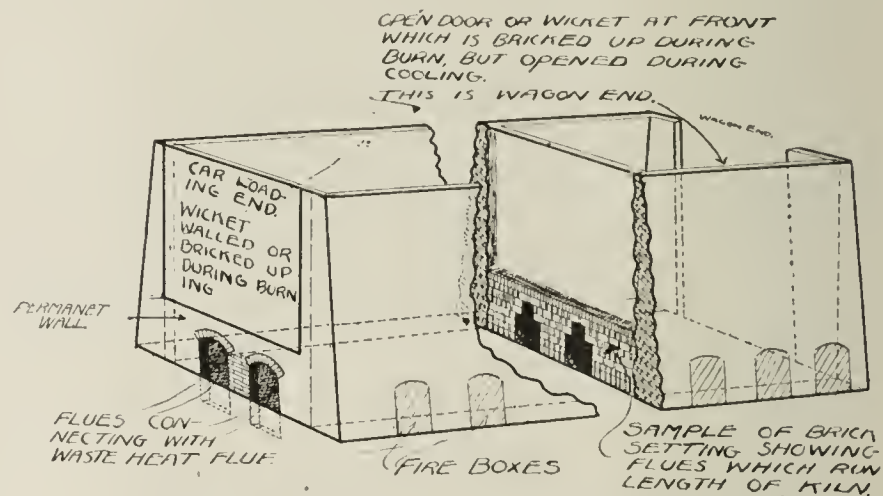 OPEN DOOR OR WICKET AT FRONT
WHICH IS BRICKED UP DURING
BURN, BUT OPENED DURING
COOLING.
THIS IS WAGON END.
WAGON END.
CAR LOAD-
ING END.
WICKET
WALLED OR
BRICKED UP
DURING BURN
ING
PERMANET
WALL
FLUES CON-
NECTING WITH
WASTE HEAT FLUE
FIRE BOXES
SAMPLE OF BRICK
SETTING SHOWING
FLUES WHICH RUN
LENGTH OF KILN.